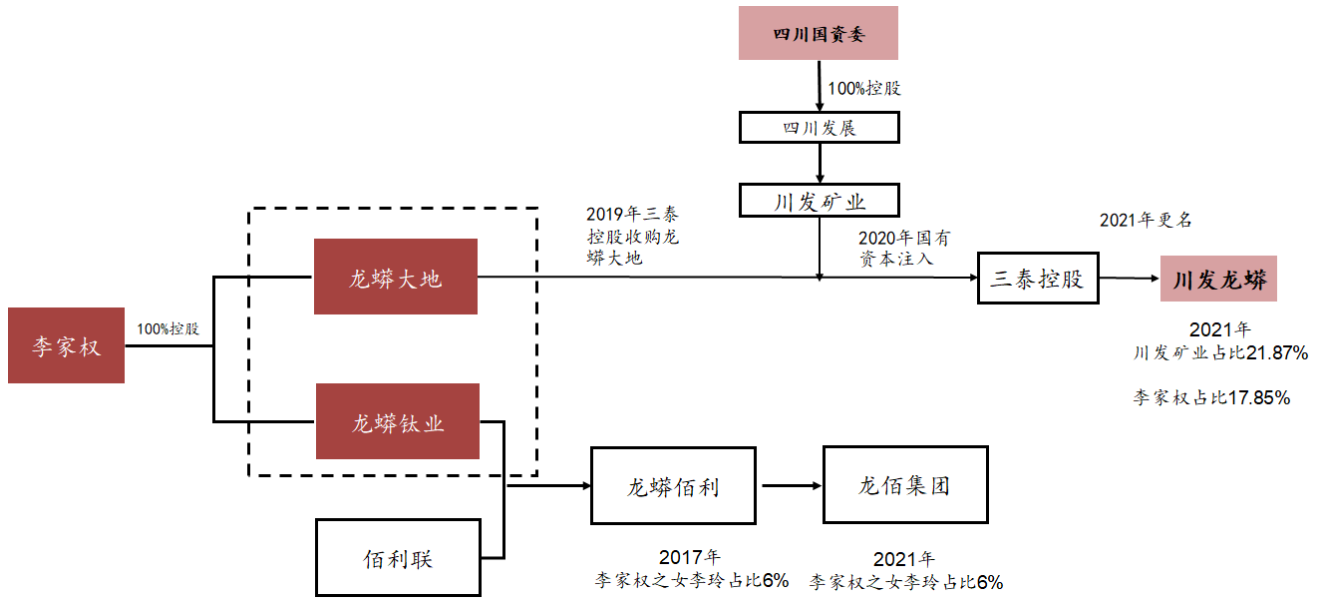 四川国资委
100%控股
四川发展
川发矿业
2019年三泰
控股收购龙
蟒大地
2020年国有
资本注入
2021年更名
龙蟒大地
三泰控股
川发龙蟒
李家权
100%控股
2021年
川发矿业占比21.87%
李家权占比17.85%
龙蟒钛业
龙蟒佰利
龙佰集团
佰利联
2017年
李家权之女李玲占比6%
2021年
李家权之女李玲占比6%